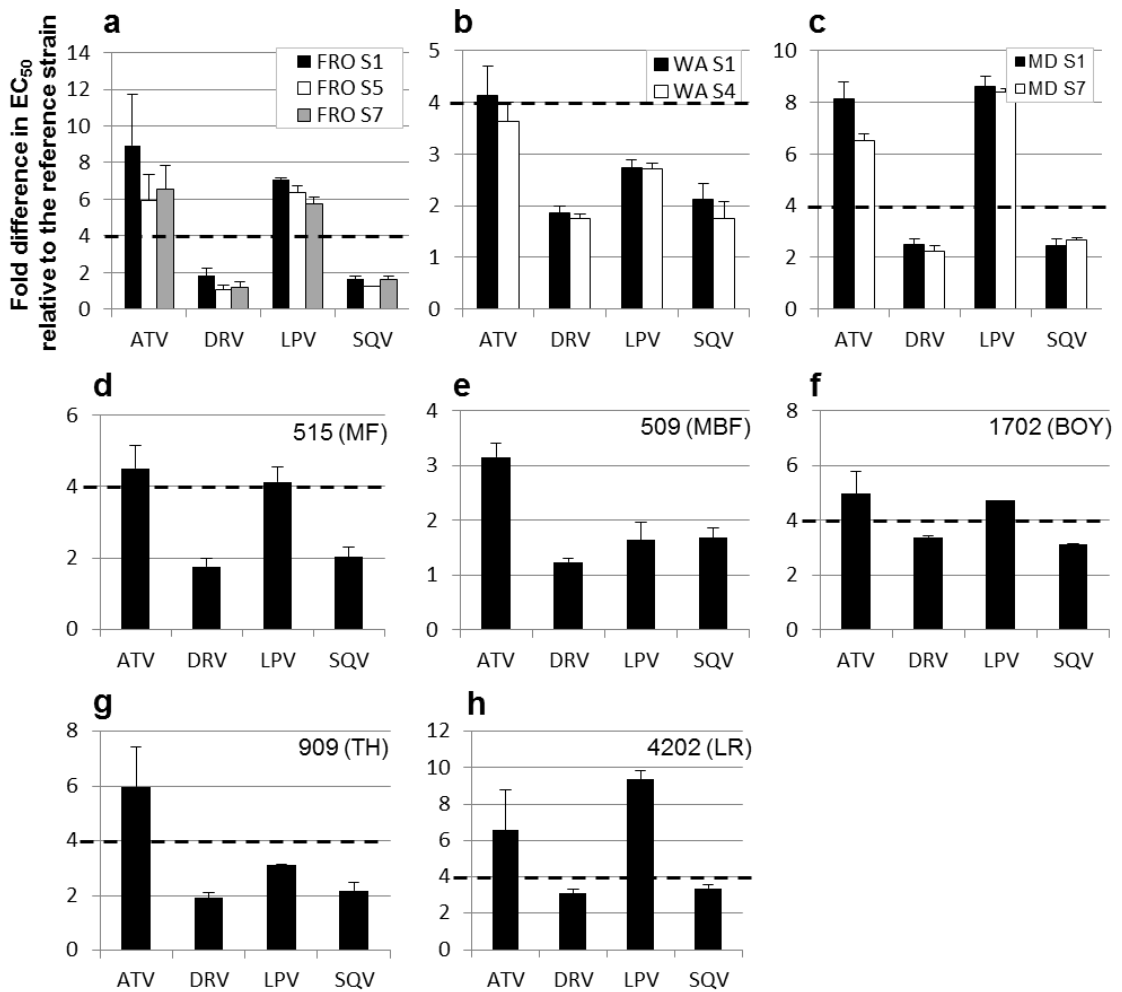 Fold difference in EC50
relative to the reference strain
a
14
12
10
8
6
4
2
0
FRO S1
FRO S5
FRO S7
ATV DRV LPV SQV
b
5
4
3
2
1
0
WA S1
WA S4
ATV DRV LPV SQV
c
10
8
6
4
2
0
MD S1
MD S7
ATV DRV LPV SQV
d
6
4
2
0
515 (MF)
ATV DRV LPV SQV
e
4
3
2
1
0
509 (MBF)
ATV DRV LPV SQV
f
8
6
4
2
0
1702 (BOY)
ATV DRV LPV SQV
g
8
6
4
2
0
909 (TH)
ATV DRV LPV SQV
h
12
10
8
6
4
2
0
4202 (LR)
ATV DRV LPV SQV